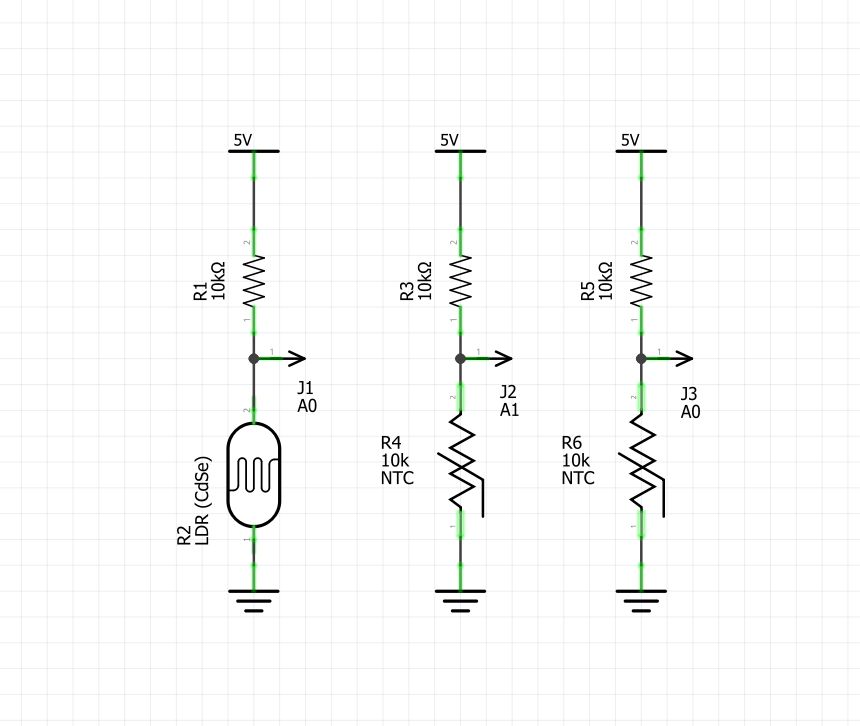 5V
5V
5V
2
2
2
R1
10kΩ
R3
10kΩ
R5
10kΩ
1
1
1
1
1
1
J1
A0
J2
A1
J3
A0
2
2
2
R4
10k
NTC
R6
10k
NTC
R2
LDR (CdSe)
1
1
1